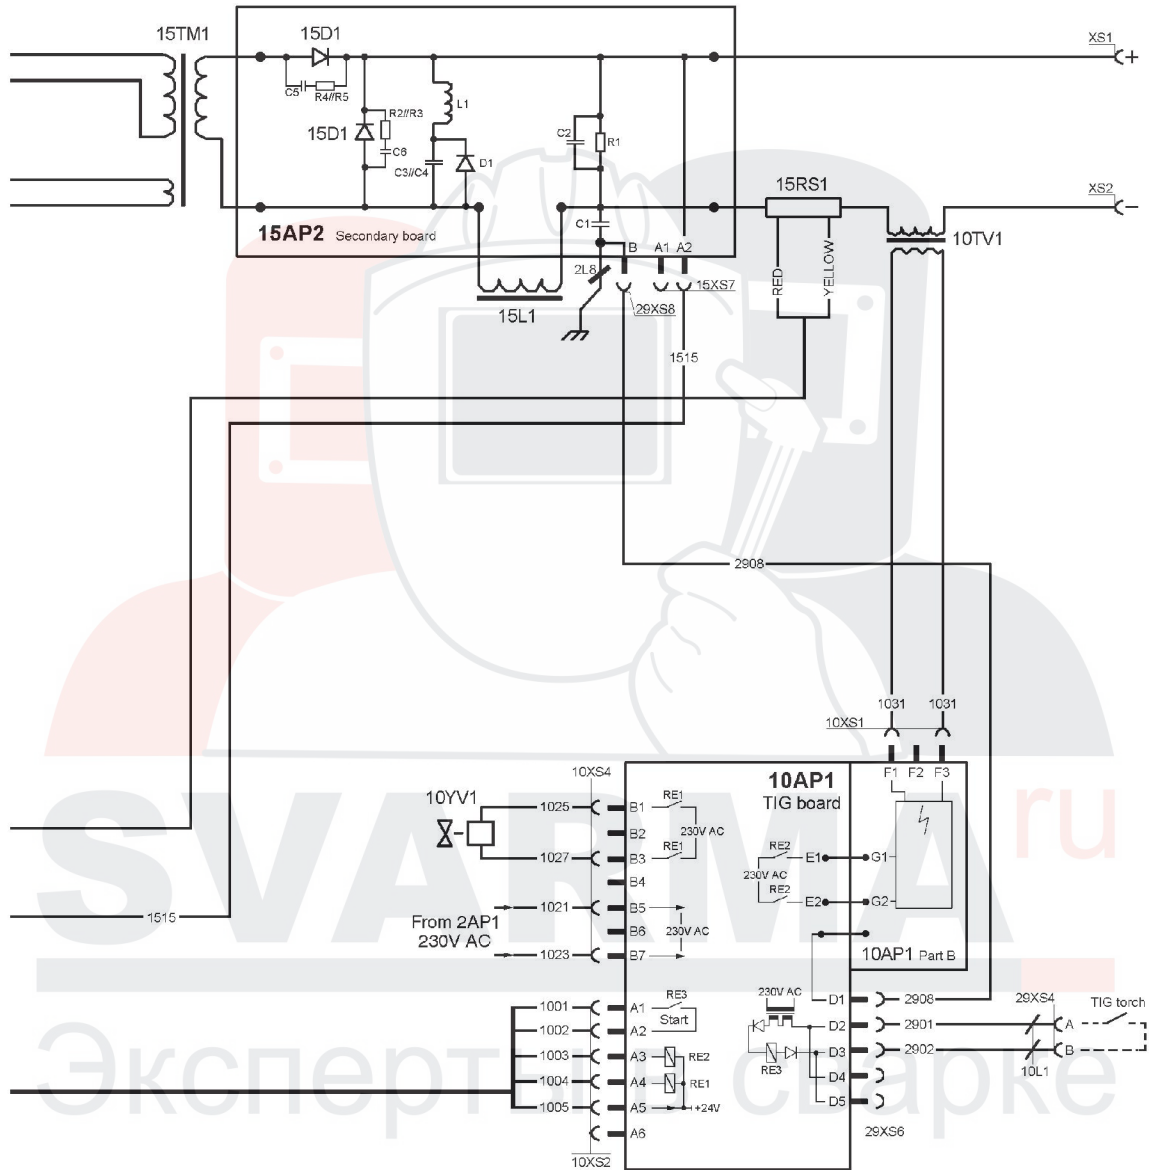 15TM1
15D1
XS1
+
C5
R4//R5
L1
R2//R3
15D1
C6
C3//C4
D1
C2
R1
15RS1
XS2
-
C1
15AP2 Secondary board
B A1 A2
10TV1
RED
YELLOW
2L8
15XS7
29XS8
15L1
1515
2908
1031 1031
10XS1
F1 F2 F3
10XS4
10AP1
TIG board
10YV1
1025
B1
RE1
B2
230V AC
1027
B3
RE1
B4
RE2
E1
G1
230V AC
RE2
E2
G2
From 2AP1
230V AC
1021
B5
B6
230V AC
1023
B7
10AP1 Part B
1515
SVARMA
ru
Эксперты в сварке
1001
A1
RE3
Start
1002
A2
1003
A3
RE2
1004
A4
RE1
1005
A5
+24V
A6
10XS2
230V AC
RE3
D1
2908
D2
2901
D3
2902
D4
D5
29XS6
29XS4
TIG torch
A
B
10L1